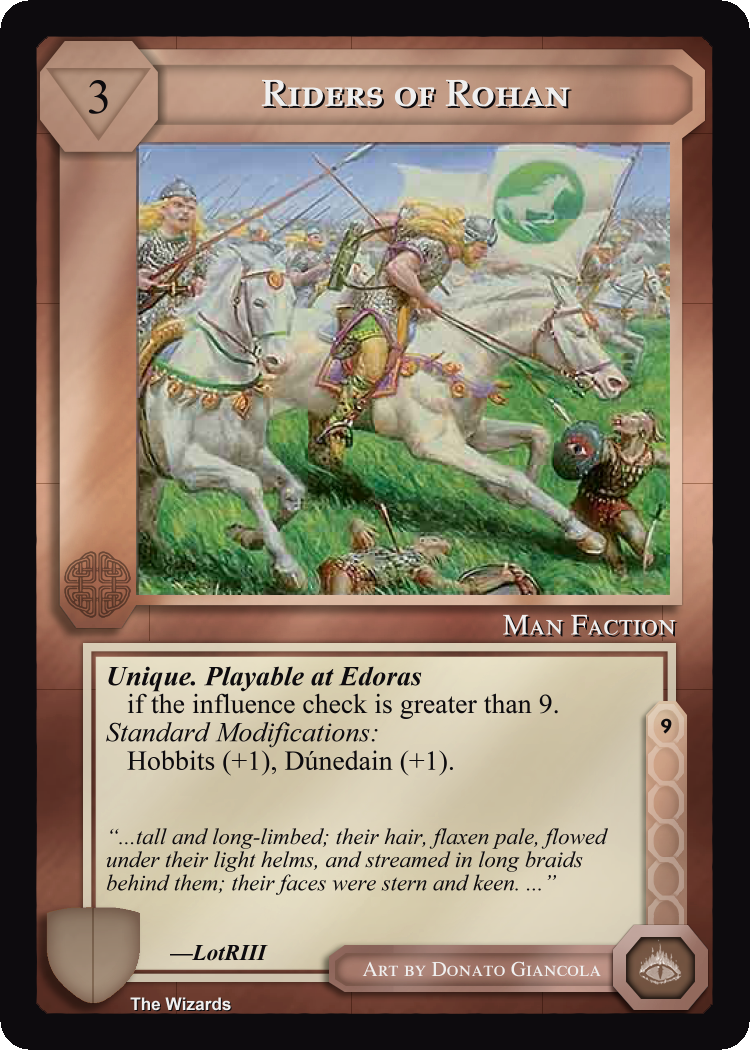 3
Riders of Rohan
Man Faction
Unique. Playable at Edoras
if the influence check is greater than 9.
Standard Modifications:
Hobbits (+1), Dúnedain (+1).
9
“...tall and long-limbed; their hair, flaxen pale, flowed
under their light helms, and streamed in long braids
behind them; their faces were stern and keen. ...”
—LotRIII
Art by Donato Giancola
The Wizards